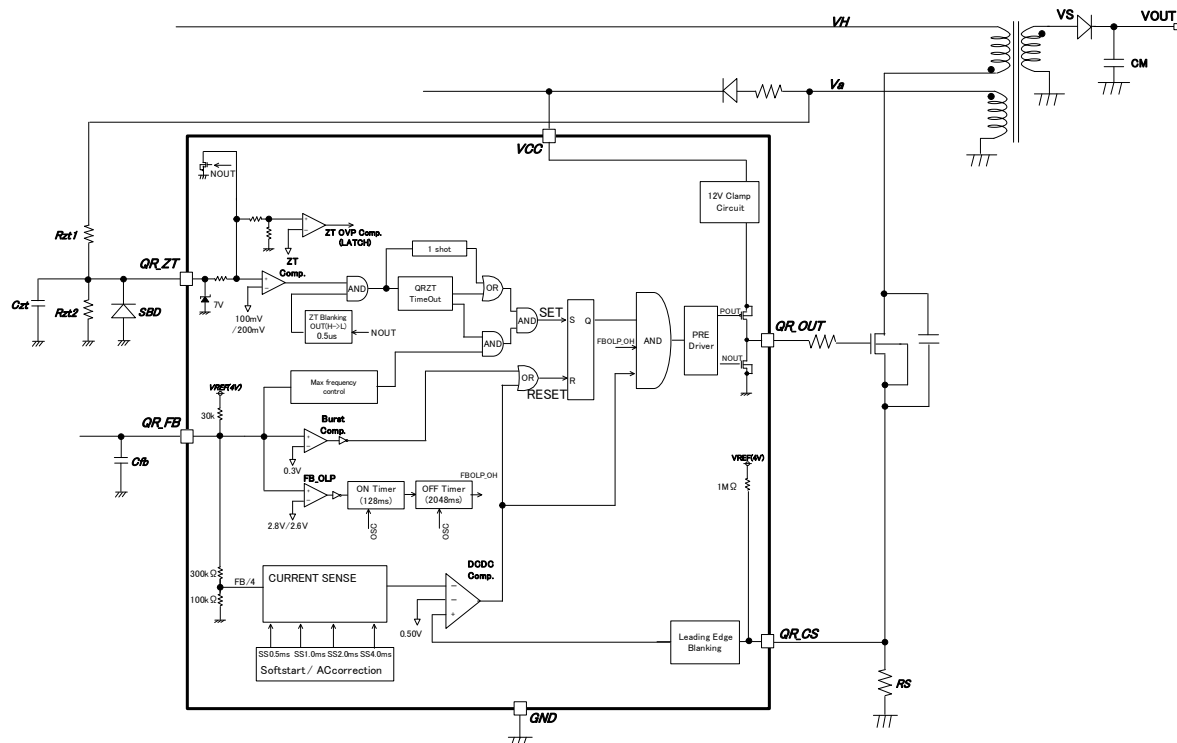 VH
VS
VOUT
CM
Va
VCC
NOUT
12V Clamp
Circuit
Rzt1
ZT OVP Comp.
(LATCH)
1 shot
QR_ZT
ZT
Comp.
AND
QRZT
TimeOut
OR
Czt
Rzt2
SBD
7V
100mV
/200mV
ZT Blanking
OUT(H->L)
0.5us
NOUT
AND
AND
SET
S
Q
R
FBOLP_OH
AND
PRE
Driver
POUT
NOUT
QR_OUT
Max frequency
control
OR
RESET
VREF(4V)
30k
QR_FB
Cfb
Burst
Comp.
0.3V
FB_OLP
2.8V/2.6V
ON Timer
(128ms)
OFF Timer
(2048ms)
FBOLP_OH
OSC
OSC
VREF(4V)
1MΩ
300kΩ
100kΩ
FB/4
CURRENT SENSE
DCDC
Comp.
0.50V
SS0.5ms SS1.0ms SS2.0ms SS4.0ms
Softstart / ACcorrection
Leading Edge
Blanking
QR_CS
RS
GND